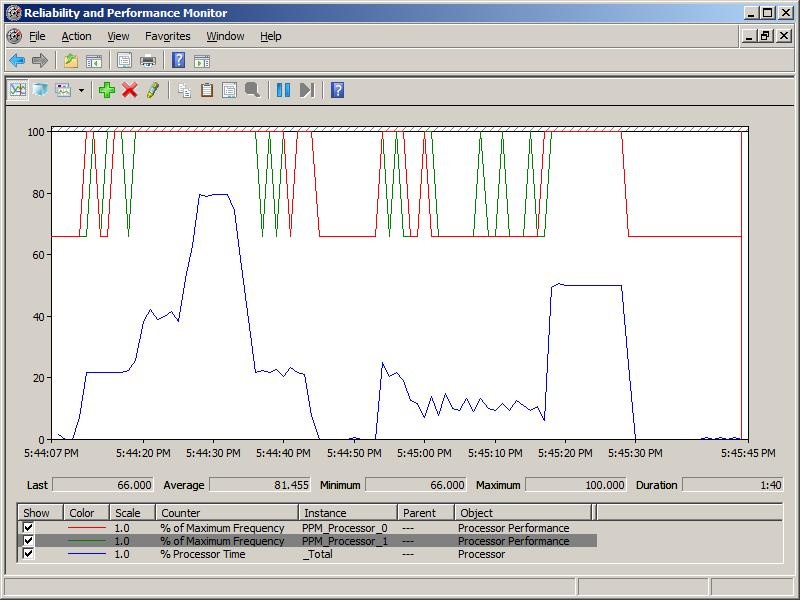 Reliability and Performance Monitor
File Action View Favorites Window Help
100
80
60
40
20
0
5:44:07 PM 5:44:20 PM 5:44:30 PM 5:44:40 PM 5:44:50 PM 5:45:00 PM 5:45:10 PM 5:45:20 PM 5:45:30 PM 5:45:45 PM
Last 66.000 Average 81.455 Minimum 66.000 Maximum 100.000 Duration 1:40
Show Color Scale Counter Instance Parent Object
1.0 % of Maximum Frequency PPM_Processor_0 --- Processor Performance
1.0 % of Maximum Frequency PPM_Processor_1 --- Processor Performance
1.0 % Processor Time _Total --- Processor